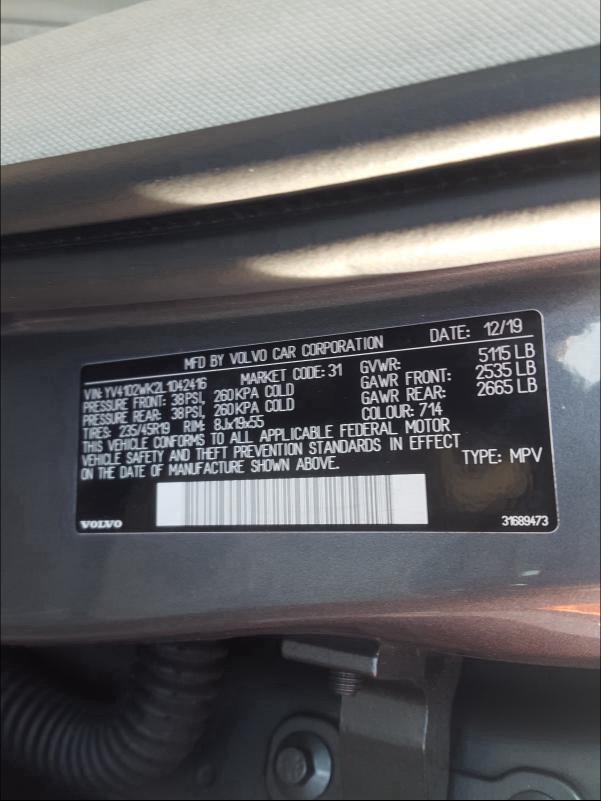 MFD BY VOLVO CAR CORPORATION DATE: 12/19
VIN: YV4102WK2L1042416 MARKET CODE: 31 GVWR: 5115 LB
PRESSURE FRONT: 38PSI, 260KPA COLD GAWR FRONT: 2535 LB
PRESSURE REAR: 38PSI, 260KPA COLD GAWR REAR: 2665 LB
TIRES: 235/45R19 RIM: 8Jx19x55 COLOUR: 714
THIS VEHICLE CONFORMS TO ALL APPLICABLE FEDERAL MOTOR
VEHICLE SAFETY AND THEFT PREVENTION STANDARDS IN EFFECT
ON THE DATE OF MANUFACTURE SHOWN ABOVE. TYPE: MPV
VOLVO 31689473